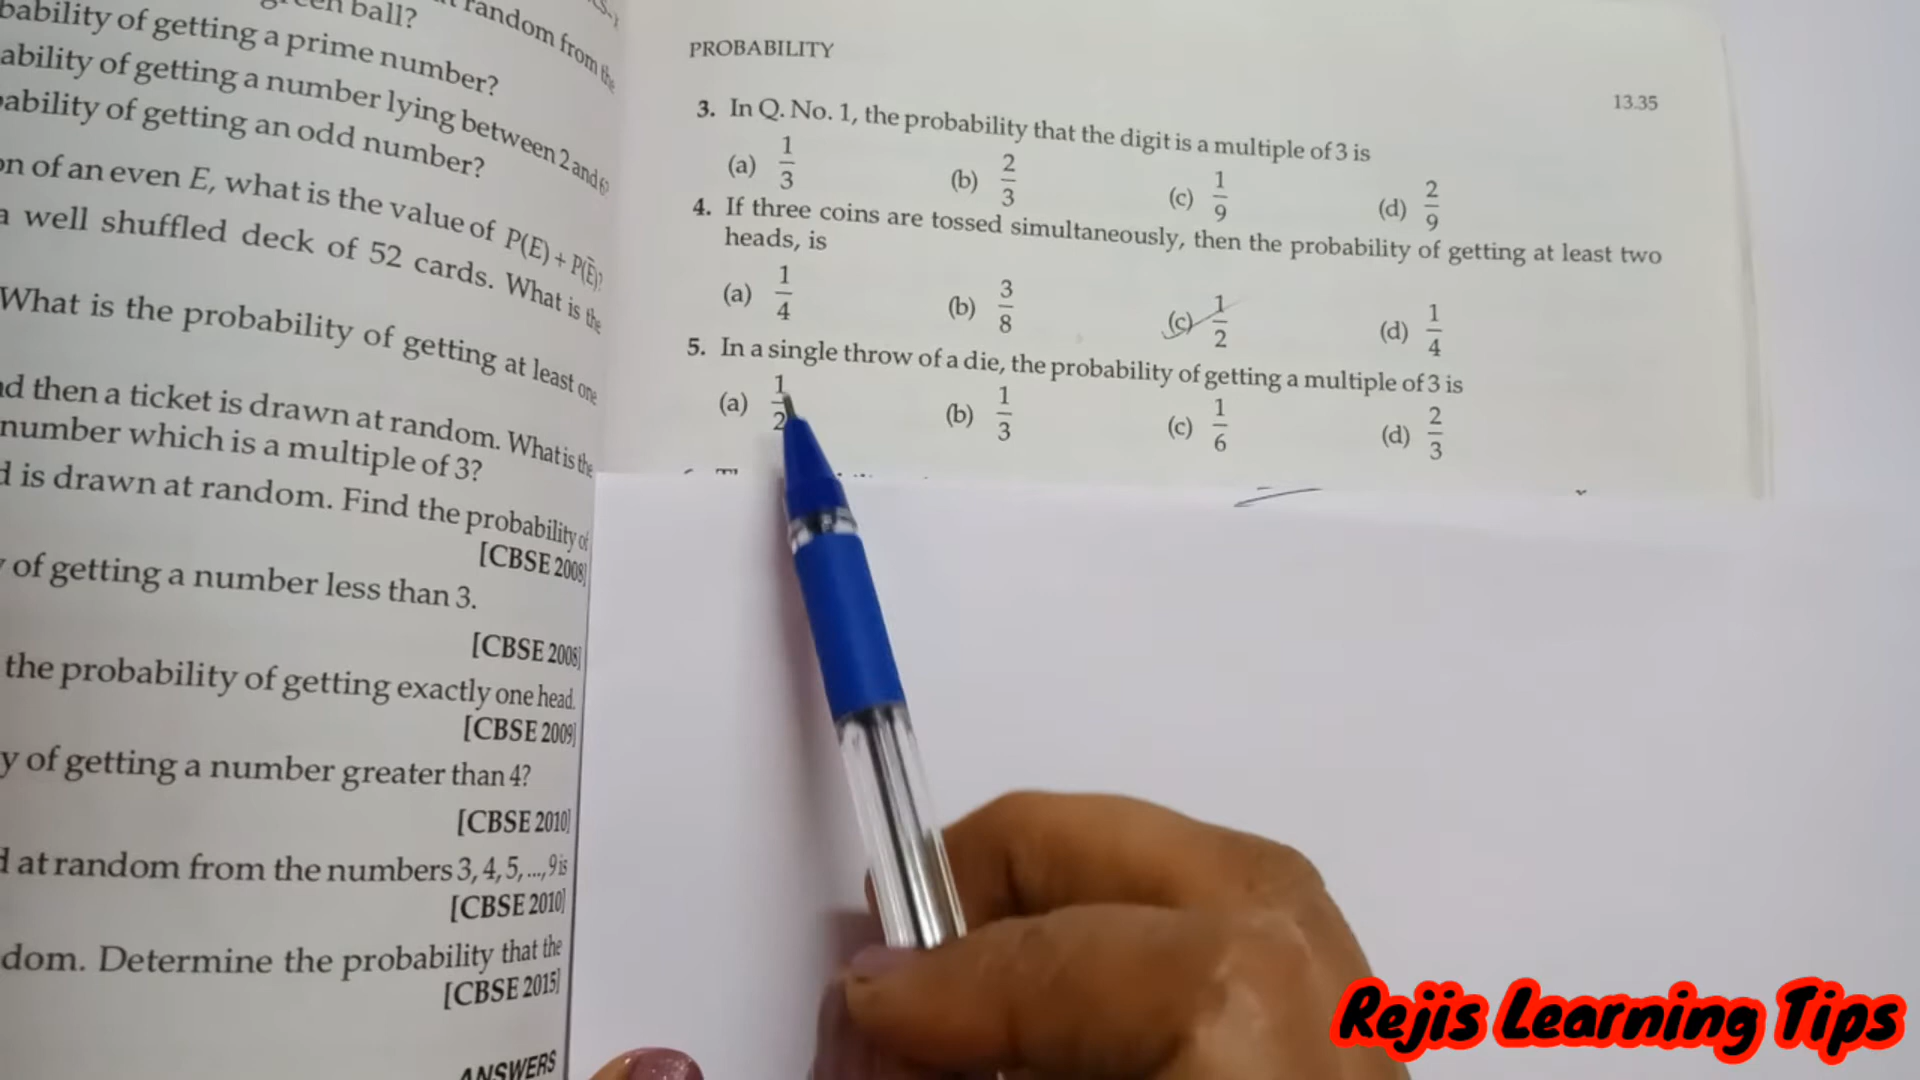 green ball?
random from the
bability of getting a prime number?
ability of getting a number lying between 2 and 6?
ability of getting an odd number?
on of an even E, what is the value of P(E) + P(Ē)?
a well shuffled deck of 52 cards. What is the
What is the probability of getting at least one
nd then a ticket is drawn at random. What is the
number which is a multiple of 3?
d is drawn at random. Find the probability of
[CBSE 2008]
of getting a number less than 3.
[CBSE 2008]
the probability of getting exactly one head.
[CBSE 2009]
y of getting a number greater than 4?
[CBSE 2010]
d at random from the numbers 3, 4, 5, ..., 9 is
[CBSE 2010]
dom. Determine the probability that the
[CBSE 2015]
ANSWERS
PROBABILITY
13.35
3. In Q. No. 1, the probability that the digit is a multiple of 3 is
(a) 1/3 (b) 2/3 (c) 1/9 (d) 2/9
4. If three coins are tossed simultaneously, then the probability of getting at least two
heads, is
(a) 1/4 (b) 3/8 (c) 1/2 (d) 1/4
5. In a single throw of a die, the probability of getting a multiple of 3 is
(a) 1/2 (b) 1/3 (c) 1/6 (d) 2/3
Rejis Learning Tips